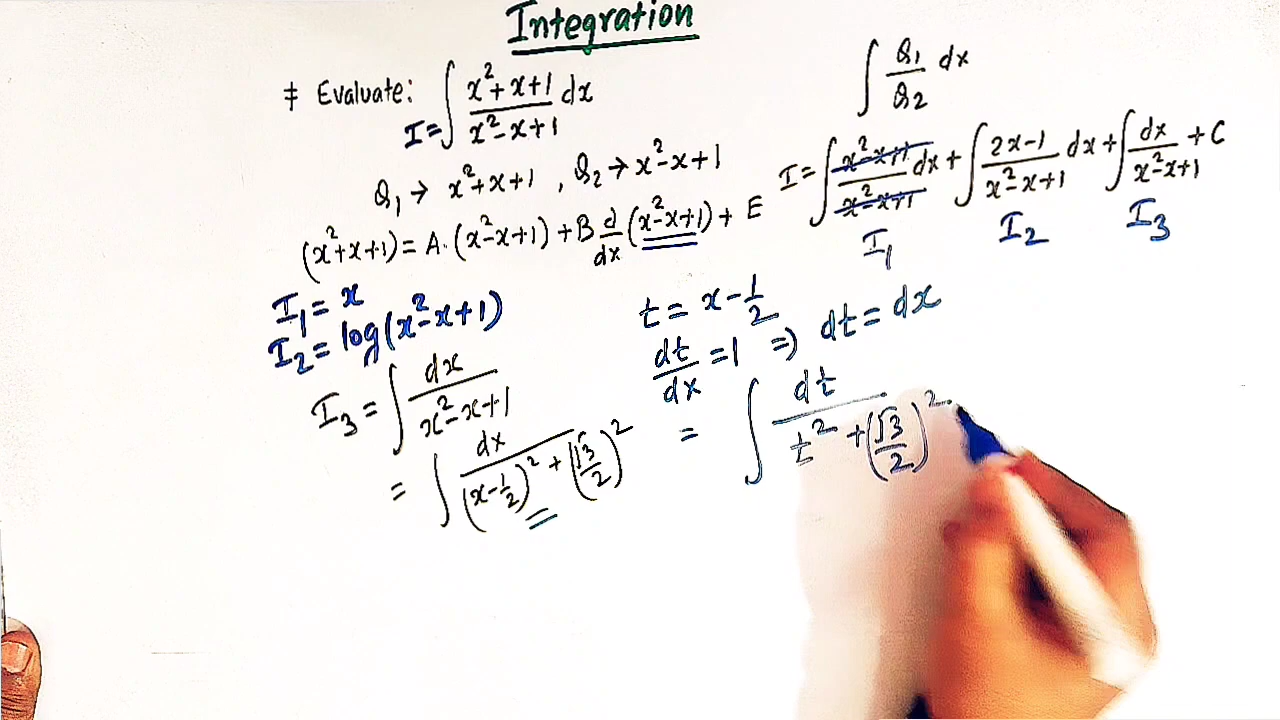 Integration
‡ Evaluate: I = ∫ (x² + x + 1)/(x² - x + 1) dx
∫ Q₁/Q₂ dx
Q₁ → x² + x + 1 , Q₂ → x² - x + 1
(x² + x + 1) = A·(x² - x + 1) + B d/dx (x² - x + 1) + E
I = ∫ (x² - x + 1)/(x² - x + 1) dx + ∫ (2x - 1)/(x² - x + 1) dx + ∫ dx/(x² - x + 1) + C
I₁ I₂ I₃
I₁ = x
I₂ = log(x² - x + 1)
I₃ = ∫ dx/(x² - x + 1)
= ∫ dx/((x - 1/2)² + (√3/2)²)
t = x - 1/2
dt/dx = 1 ⇒ dt = dx
= ∫ dt/(t² + (√3/2)²)